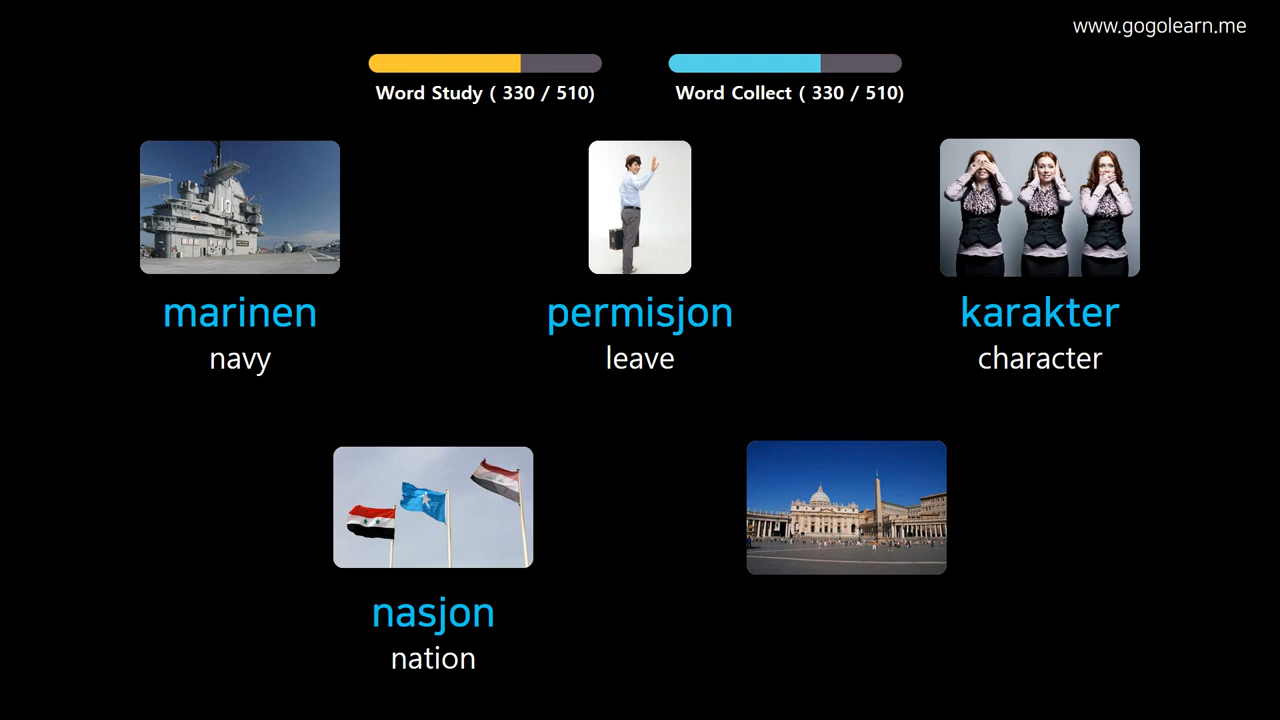 www.gogolearn.me
Word Study ( 330 / 510)
Word Collect ( 330 / 510)
marinen
navy
permisjon
leave
karakter
character
nasjon
nation